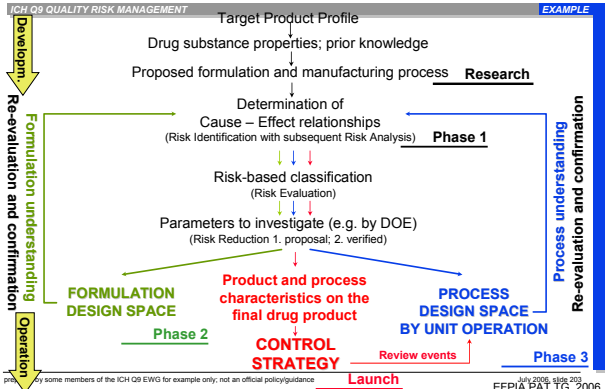 ICH Q9 QUALITY RISK MANAGEMENT
EXAMPLE
Developm.
Target Product Profile
Drug substance properties; prior knowledge
Proposed formulation and manufacturing process
Research
Determination of
Cause – Effect relationships
(Risk Identification with subsequent Risk Analysis)
Phase 1
Risk-based classification
(Risk Evaluation)
Parameters to investigate (e.g. by DOE)
(Risk Reduction 1. proposal; 2. verified)
Re-evaluation and confirmation
Formulation understanding
Process understanding
Re-evaluation and confirmation
FORMULATION
DESIGN SPACE
Phase 2
Product and process
characteristics on the
final drug product
PROCESS
DESIGN SPACE
BY UNIT OPERATION
Operation
CONTROL
STRATEGY
Review events
Phase 3
Launch
by some members of the ICH Q9 EWG for example only; not an official policy/guidance
July 2006, slide 203
EFPIA PAT TG, 2006